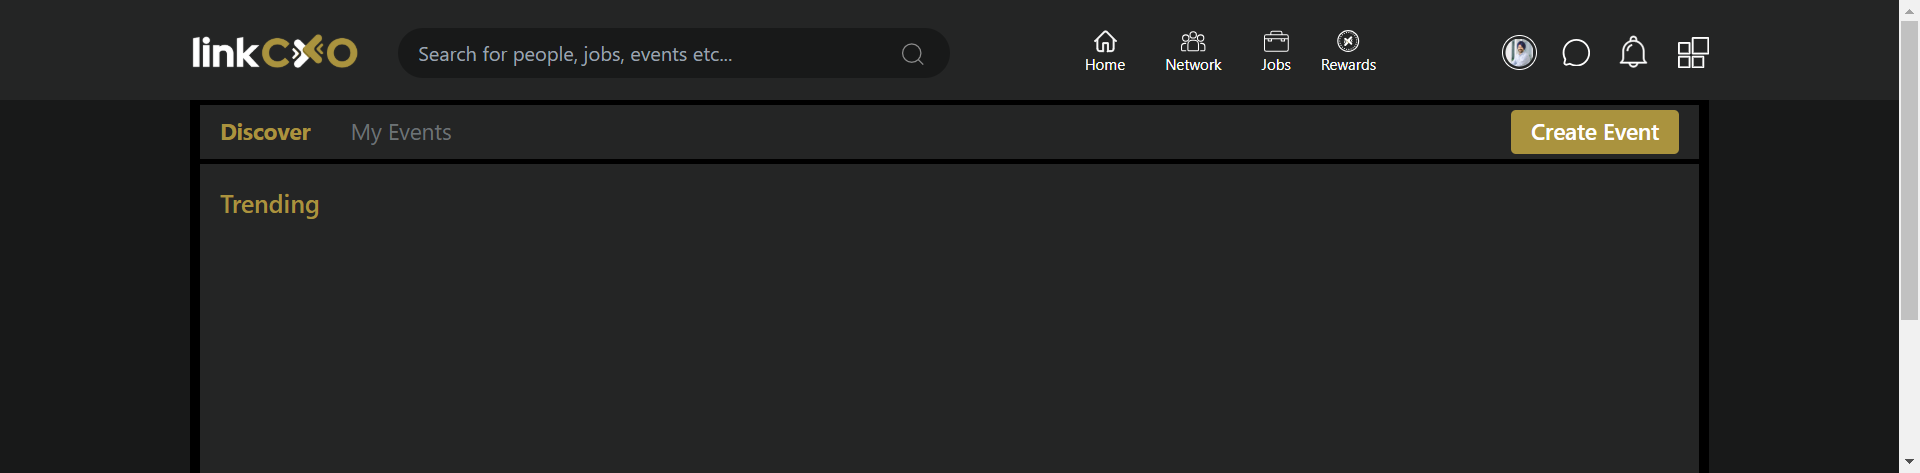 linkCXO
Search for people, jobs, events etc...
Home
Network
Jobs
Rewards
Discover
My Events
Create Event
Trending